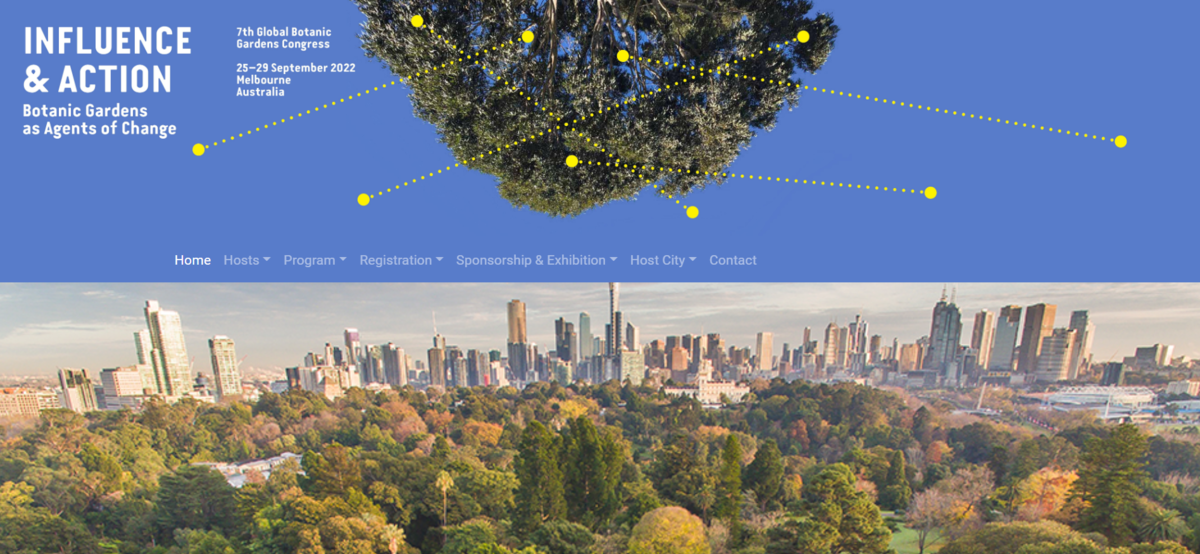 INFLUENCE
& ACTION
Botanic Gardens
as Agents of Change
7th Global Botanic
Gardens Congress
25–29 September 2022
Melbourne
Australia
Home Hosts Program Registration Sponsorship & Exhibition Host City Contact